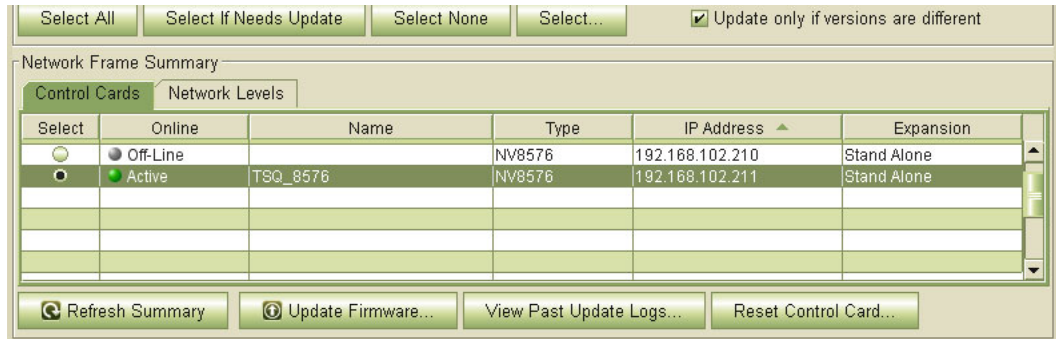 Select All Select If Needs Update Select None Select... Update only if versions are different
Network Frame Summary
Control Cards Network Levels
Select Online Name Type IP Address Expansion
Off-Line NV8576 192.168.102.210 Stand Alone
Active TSQ_8576 NV8576 192.168.102.211 Stand Alone
Refresh Summary Update Firmware... View Past Update Logs... Reset Control Card...